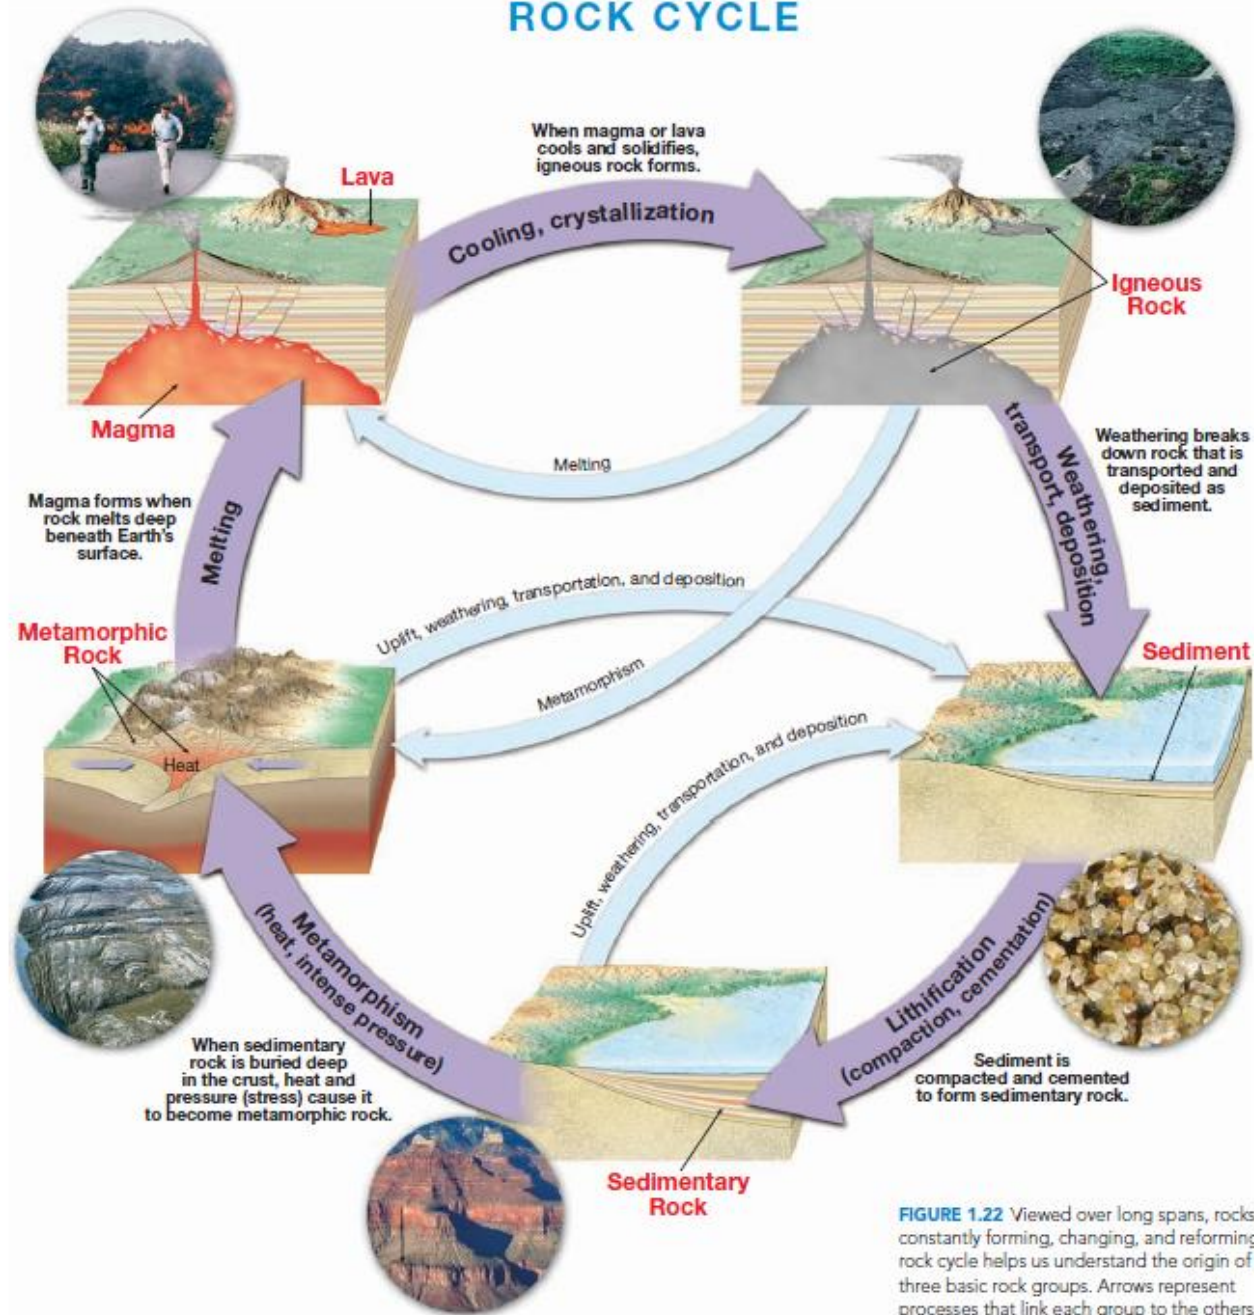 ROCK CYCLE
When magma or lava
cools and solidifies,
igneous rock forms.
Lava
Cooling, crystallization
Igneous
Rock
Magma
Melting
Weathering,
transport, deposition
Weathering breaks
down rock that is
transported and
deposited as
sediment.
Magma forms when
rock melts deep
beneath Earth's
surface.
Melting
Uplift, weathering, transportation, and deposition
Metamorphic
Rock
Metamorphism
Sediment
Heat
Uplift, weathering, transportation, and deposition
Metamorphism
(heat, intense pressure)
Lithification
(compaction, cementation)
When sedimentary
rock is buried deep
in the crust, heat and
pressure (stress) cause it
to become metamorphic rock.
Sediment is
compacted and cemented
to form sedimentary rock.
Sedimentary
Rock
FIGURE 1.22 Viewed over long spans, rocks
constantly forming, changing, and reforming
rock cycle helps us understand the origin of
three basic rock groups. Arrows represent
processes that link each group to the others